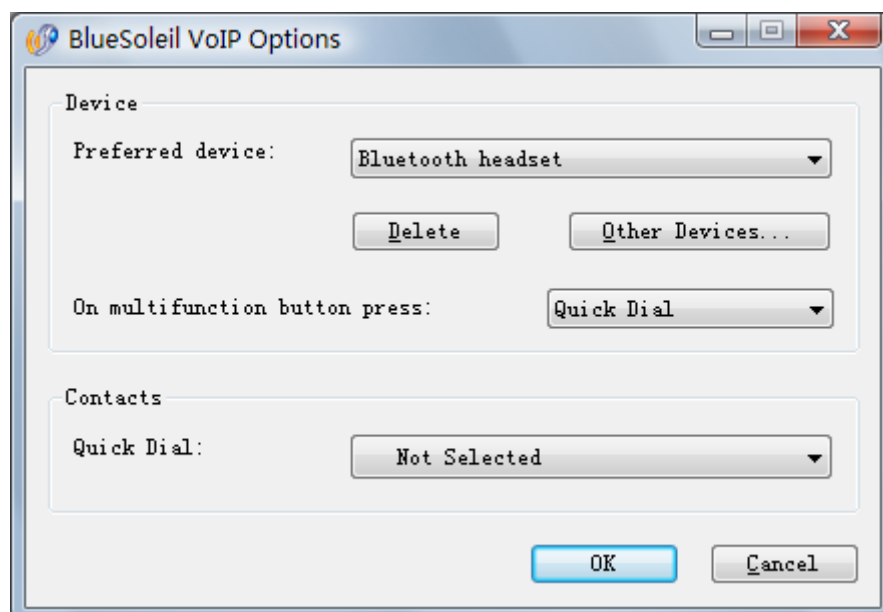 BlueSoleil VoIP Options
Device
Preferred device: Bluetooth headset
Delete Other Devices...
On multifunction button press: Quick Dial
Contacts
Quick Dial: Not Selected
OK Cancel